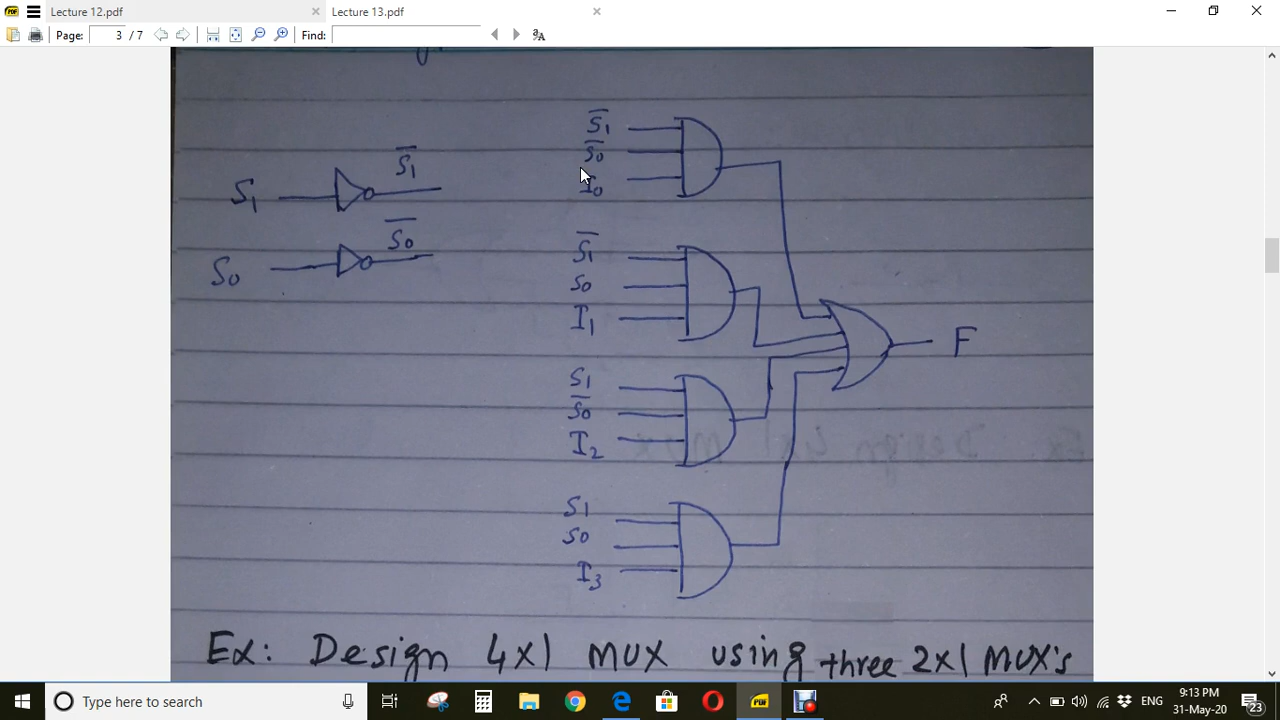 Lecture 12.pdf
Lecture 13.pdf
Page: 3 / 7 Find:
S1
S̅1̅
S0
S̅0̅
S̅1̅
S̅0̅
I0
S̅1̅
S0
I1
S1
S̅0̅
I2
S1
S0
I3
F
Ex: Design 4x1 MUX using three 2x1 MUX's
Type here to search
ENG
9:13 PM
31-May-20
23